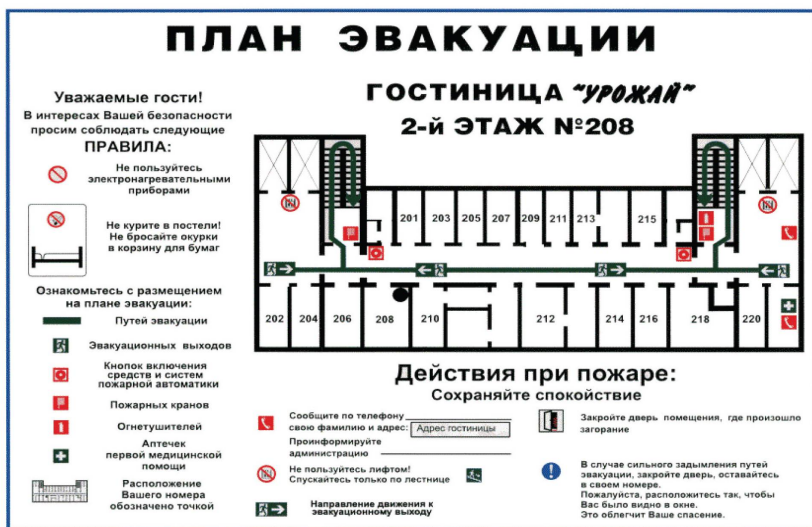 ПЛАН ЭВАКУАЦИИ
ГОСТИНИЦА "УРОЖАЙ"
2-й ЭТАЖ №208
Уважаемые гости!
В интересах Вашей безопасности
просим соблюдать следующие
ПРАВИЛА:
Не пользуйтесь
электронагревательными
приборами
Не курите в постели!
Не бросайте окурки
в корзину для бумаг
Ознакомьтесь с размещением
на плане эвакуации:
Путей эвакуации
Эвакуационных выходов
Кнопок включения
средств и систем
пожарной автоматики
Пожарных кранов
Огнетушителей
Аптечек
первой медицинской
помощи
Расположение
Вашего номера
обозначено точкой
201 203 205 207 209 211 213 215
202 204 206 208 210 212 214 216 218 220
Действия при пожаре:
Сохраняйте спокойствие
Сообщите по телефону
свою фамилию и адрес: Адрес гостиницы
Проинформируйте
администрацию
Не пользуйтесь лифтом!
Спускайтесь только по лестнице
Направление движения к
эвакуационному выходу
Закройте дверь помещения, где произошло
загорание
В случае сильного задымления путей
эвакуации, закройте дверь, оставайтесь
в своем номере.
Пожалуйста, расположитесь так, чтобы
Вас было видно в окне.
Это облегчит Ваше спасение.